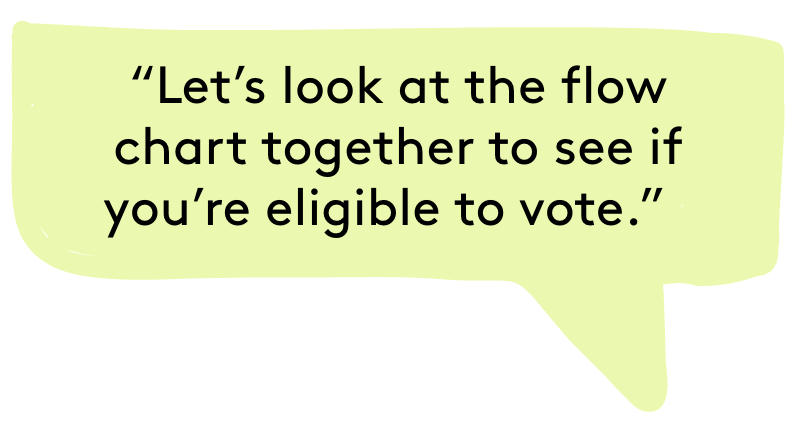 “Let’s look at the flow
chart together to see if
you’re eligible to vote.”